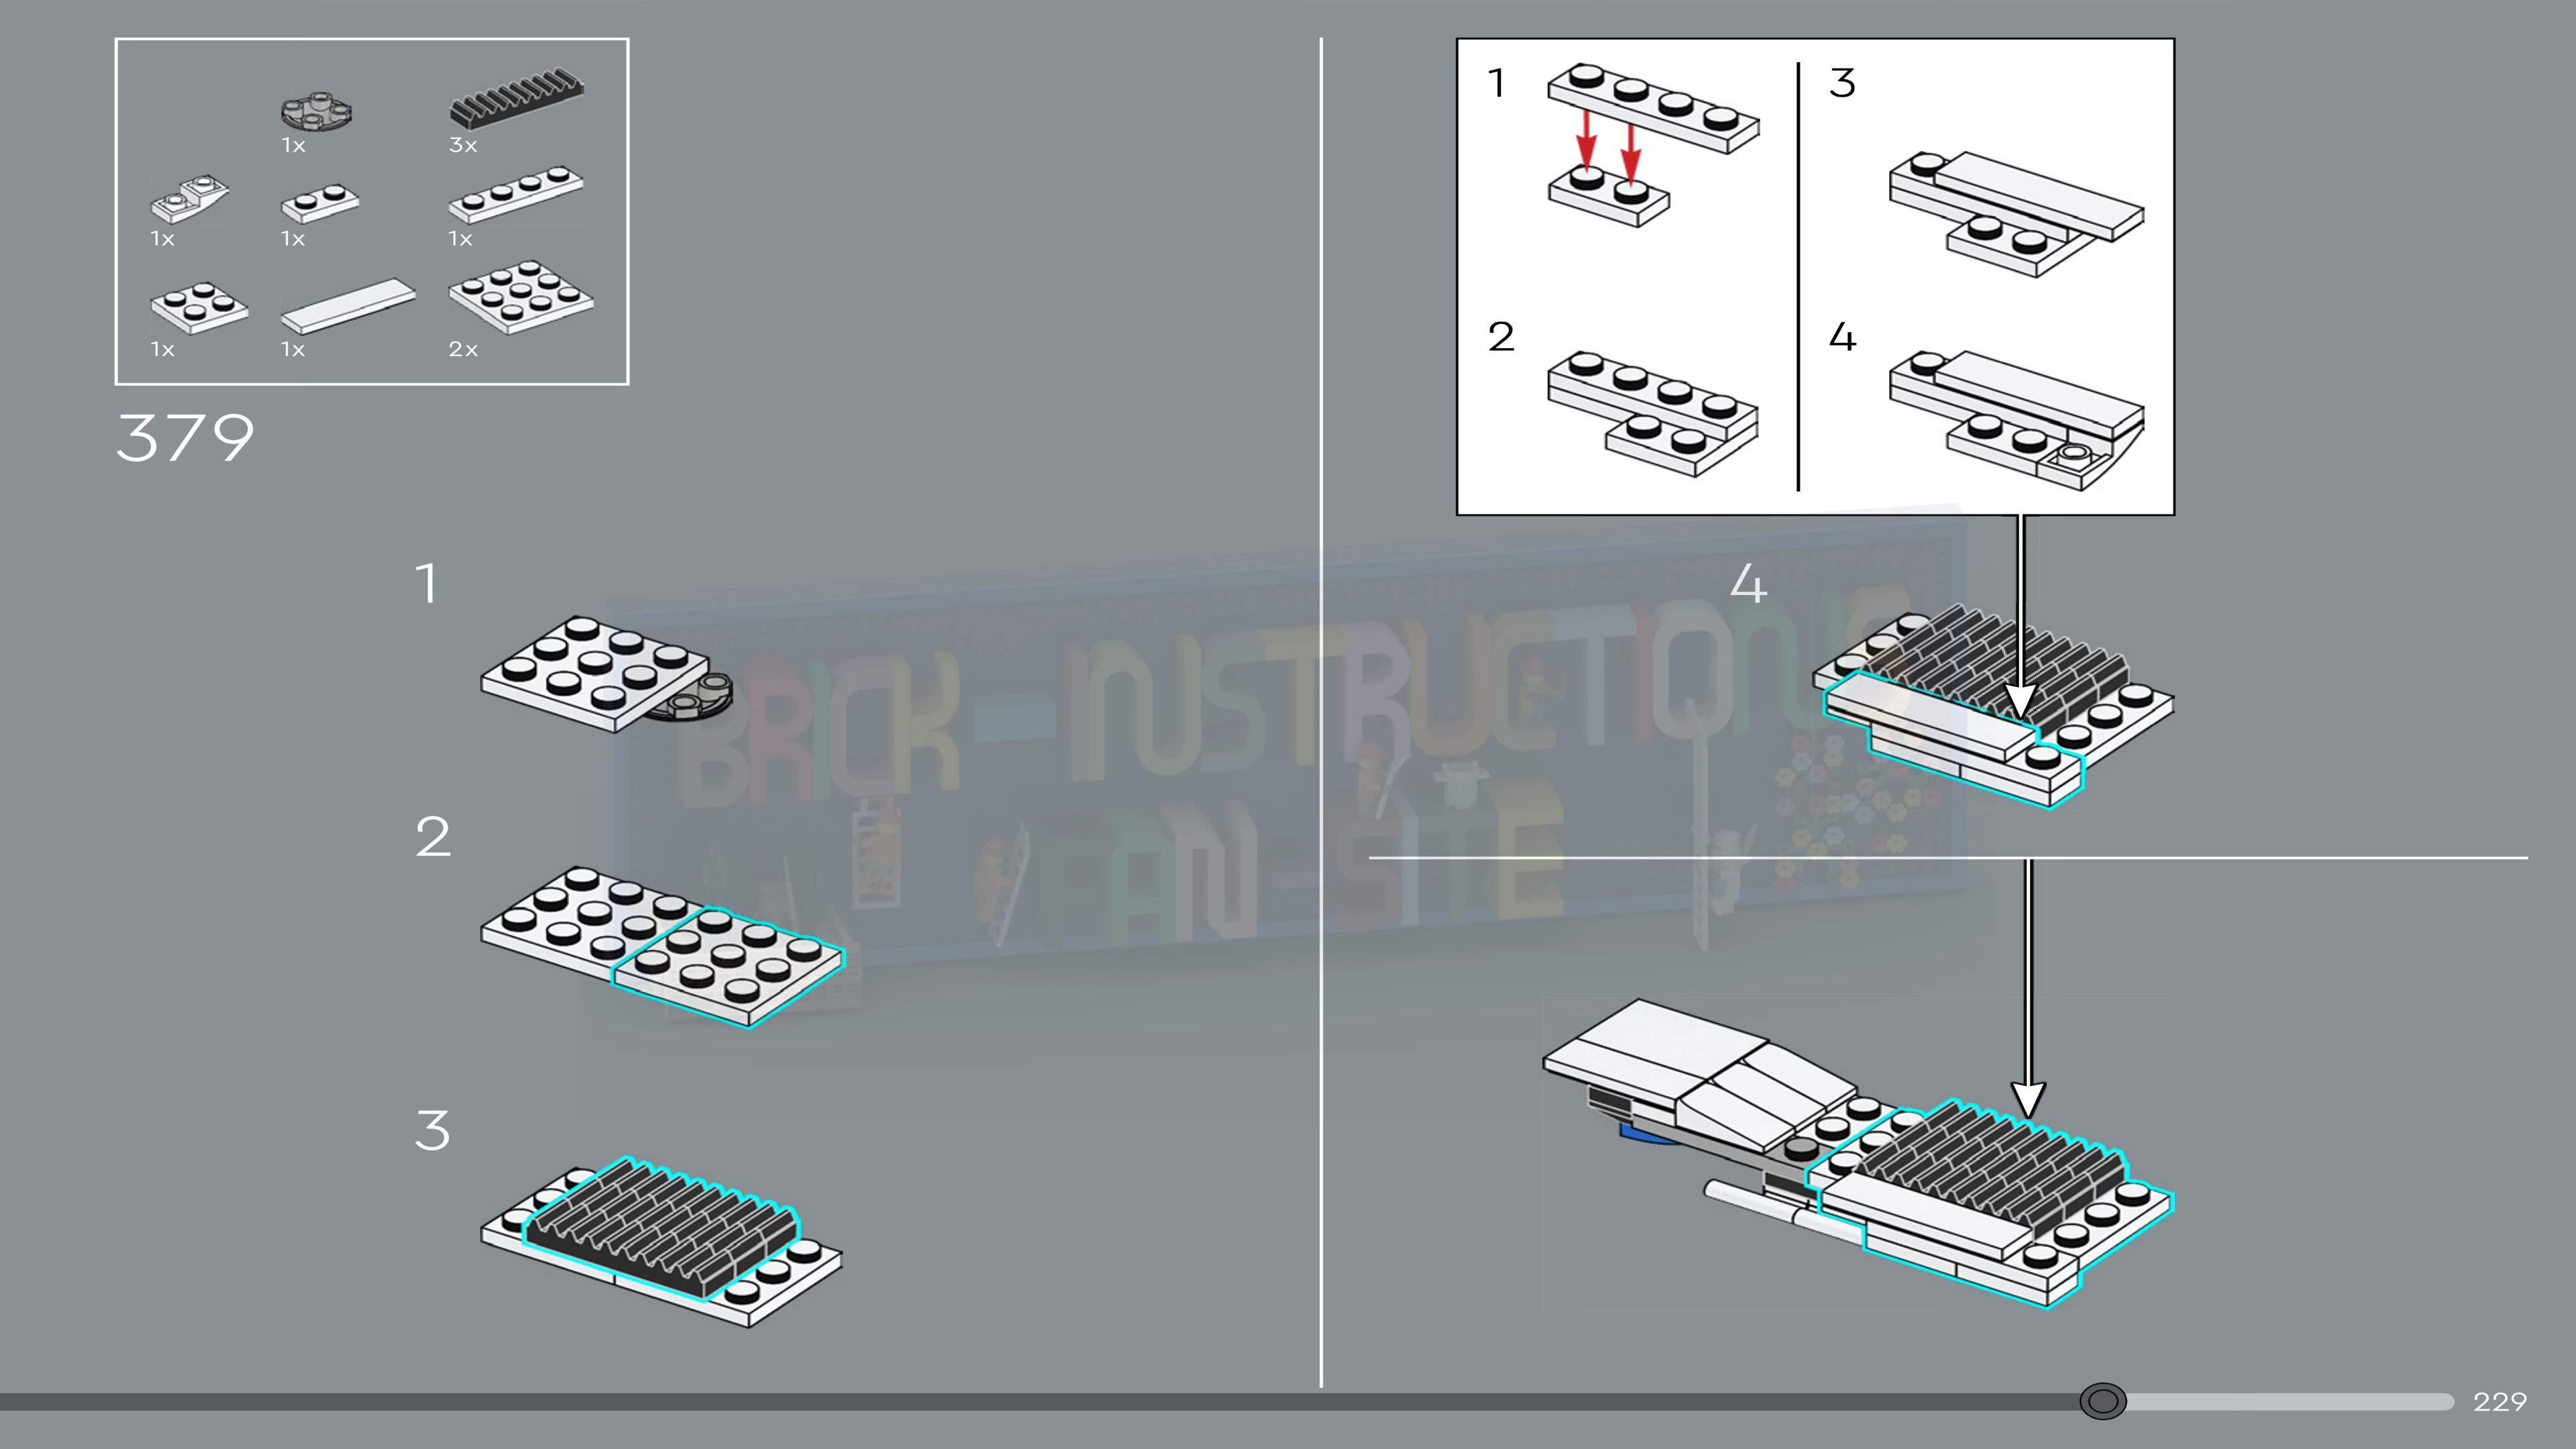 1x 3x
1x 1x 1x
1x 1x 2x
379
1
2
3
1
2
3
4
4
BRICK-INSTRUCTIONS
FAN-SITE
229